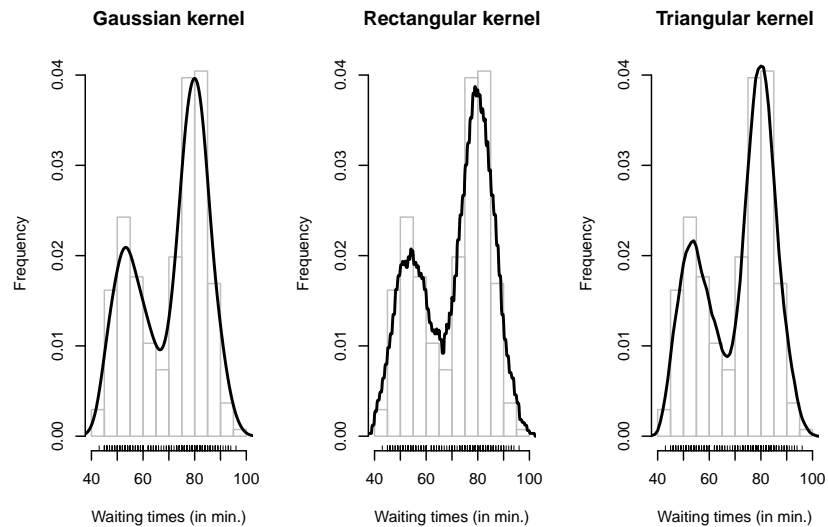 Gaussian kernel
Frequency
0.04
0.03
0.02
0.01
0.00
40 60 80 100
Waiting times (in min.)
Rectangular kernel
Frequency
0.04
0.03
0.02
0.01
0.00
40 60 80 100
Waiting times (in min.)
Triangular kernel
Frequency
0.04
0.03
0.02
0.01
0.00
40 60 80 100
Waiting times (in min.)